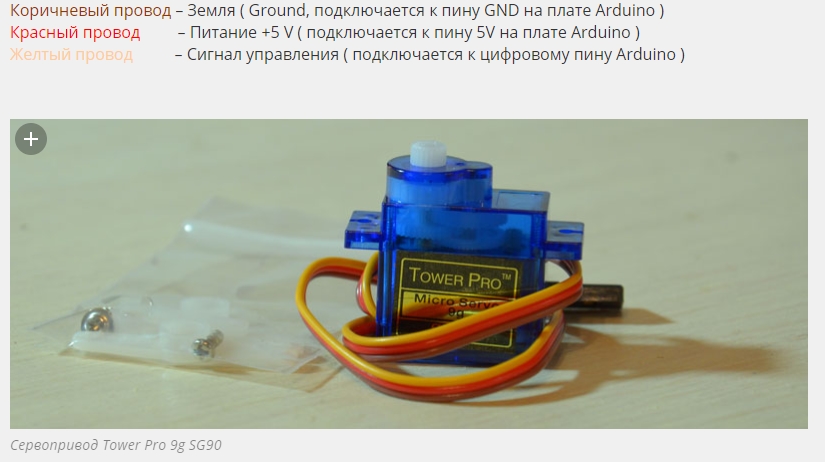 Коричневый провод – Земля ( Ground, подключается к пину GND на плате Arduino )
Красный провод – Питание +5 V ( подключается к пину 5V на плате Arduino )
Желтый провод – Сигнал управления ( подключается к цифровому пину Arduino )
TOWER PRO™
Micro Servo
9g
Сервопривод Tower Pro 9g SG90